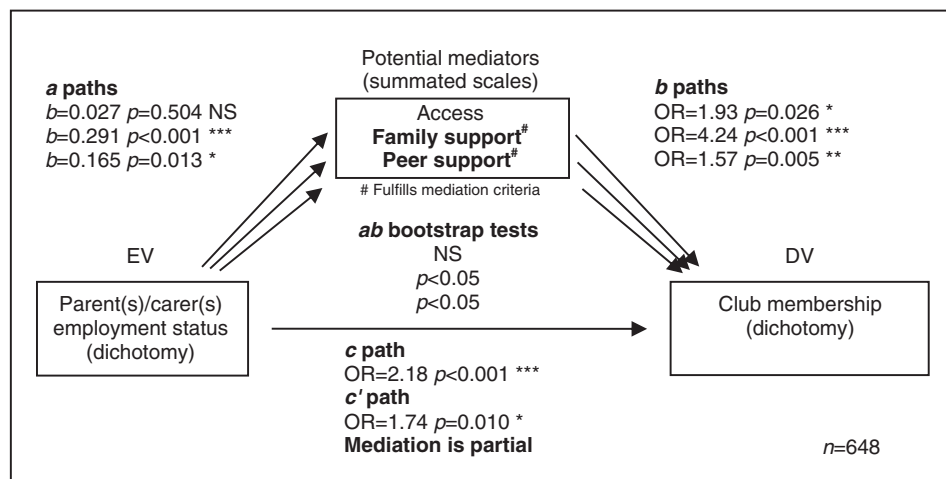 Potential mediators
(summated scales)
a paths
b=0.027 p=0.504 NS
b=0.291 p<0.001 ***
b=0.165 p=0.013 *
Access
Family support#
Peer support#
# Fulfills mediation criteria
b paths
OR=1.93 p=0.026 *
OR=4.24 p<0.001 ***
OR=1.57 p=0.005 **
ab bootstrap tests
NS
p<0.05
p<0.05
EV
Parent(s)/carer(s)
employment status
(dichotomy)
DV
Club membership
(dichotomy)
c path
OR=2.18 p<0.001 ***
c' path
OR=1.74 p=0.010 *
Mediation is partial
n=648